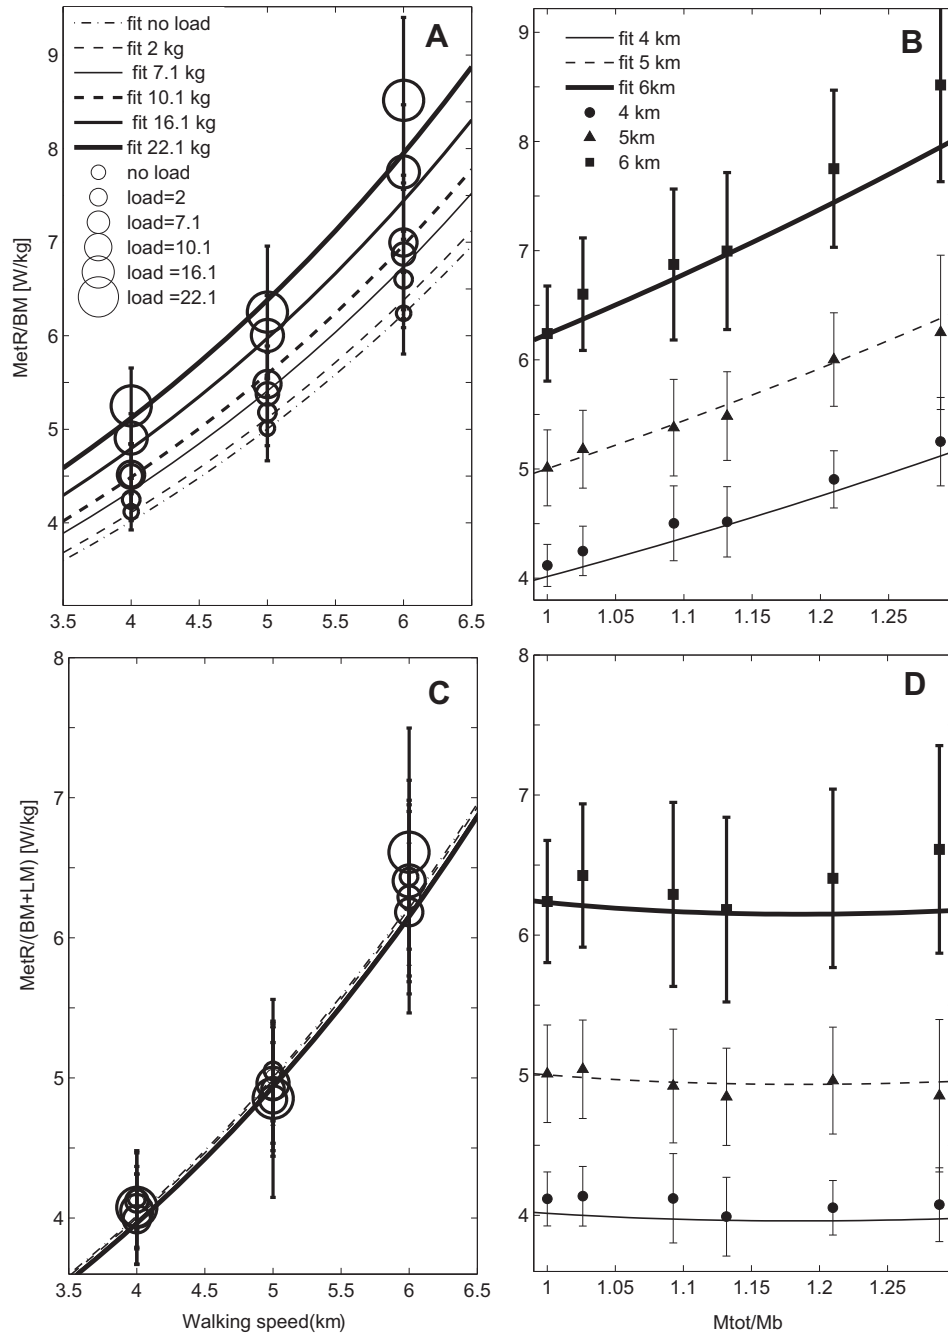 A
fit no load
fit 2 kg
fit 7.1 kg
fit 10.1 kg
fit 16.1 kg
fit 22.1 kg
no load
load=2
load=7.1
load=10.1
load =16.1
load =22.1
MetR/BM [W/kg]
9
8
7
6
5
4
3.5
4
4.5
5
5.5
6
6.5
B
fit 4 km
fit 5 km
fit 6km
4 km
5km
6 km
9
8
7
6
5
4
1
1.05
1.1
1.15
1.20
1.25
C
MetR/(BM+LM) [W/kg]
8
7
6
5
4
3.5
4
4.5
5
5.5
6
6.5
Walking speed(km)
D
8
7
6
5
4
1
1.05
1.1
1.15
1.20
1.25
Mtot/Mb